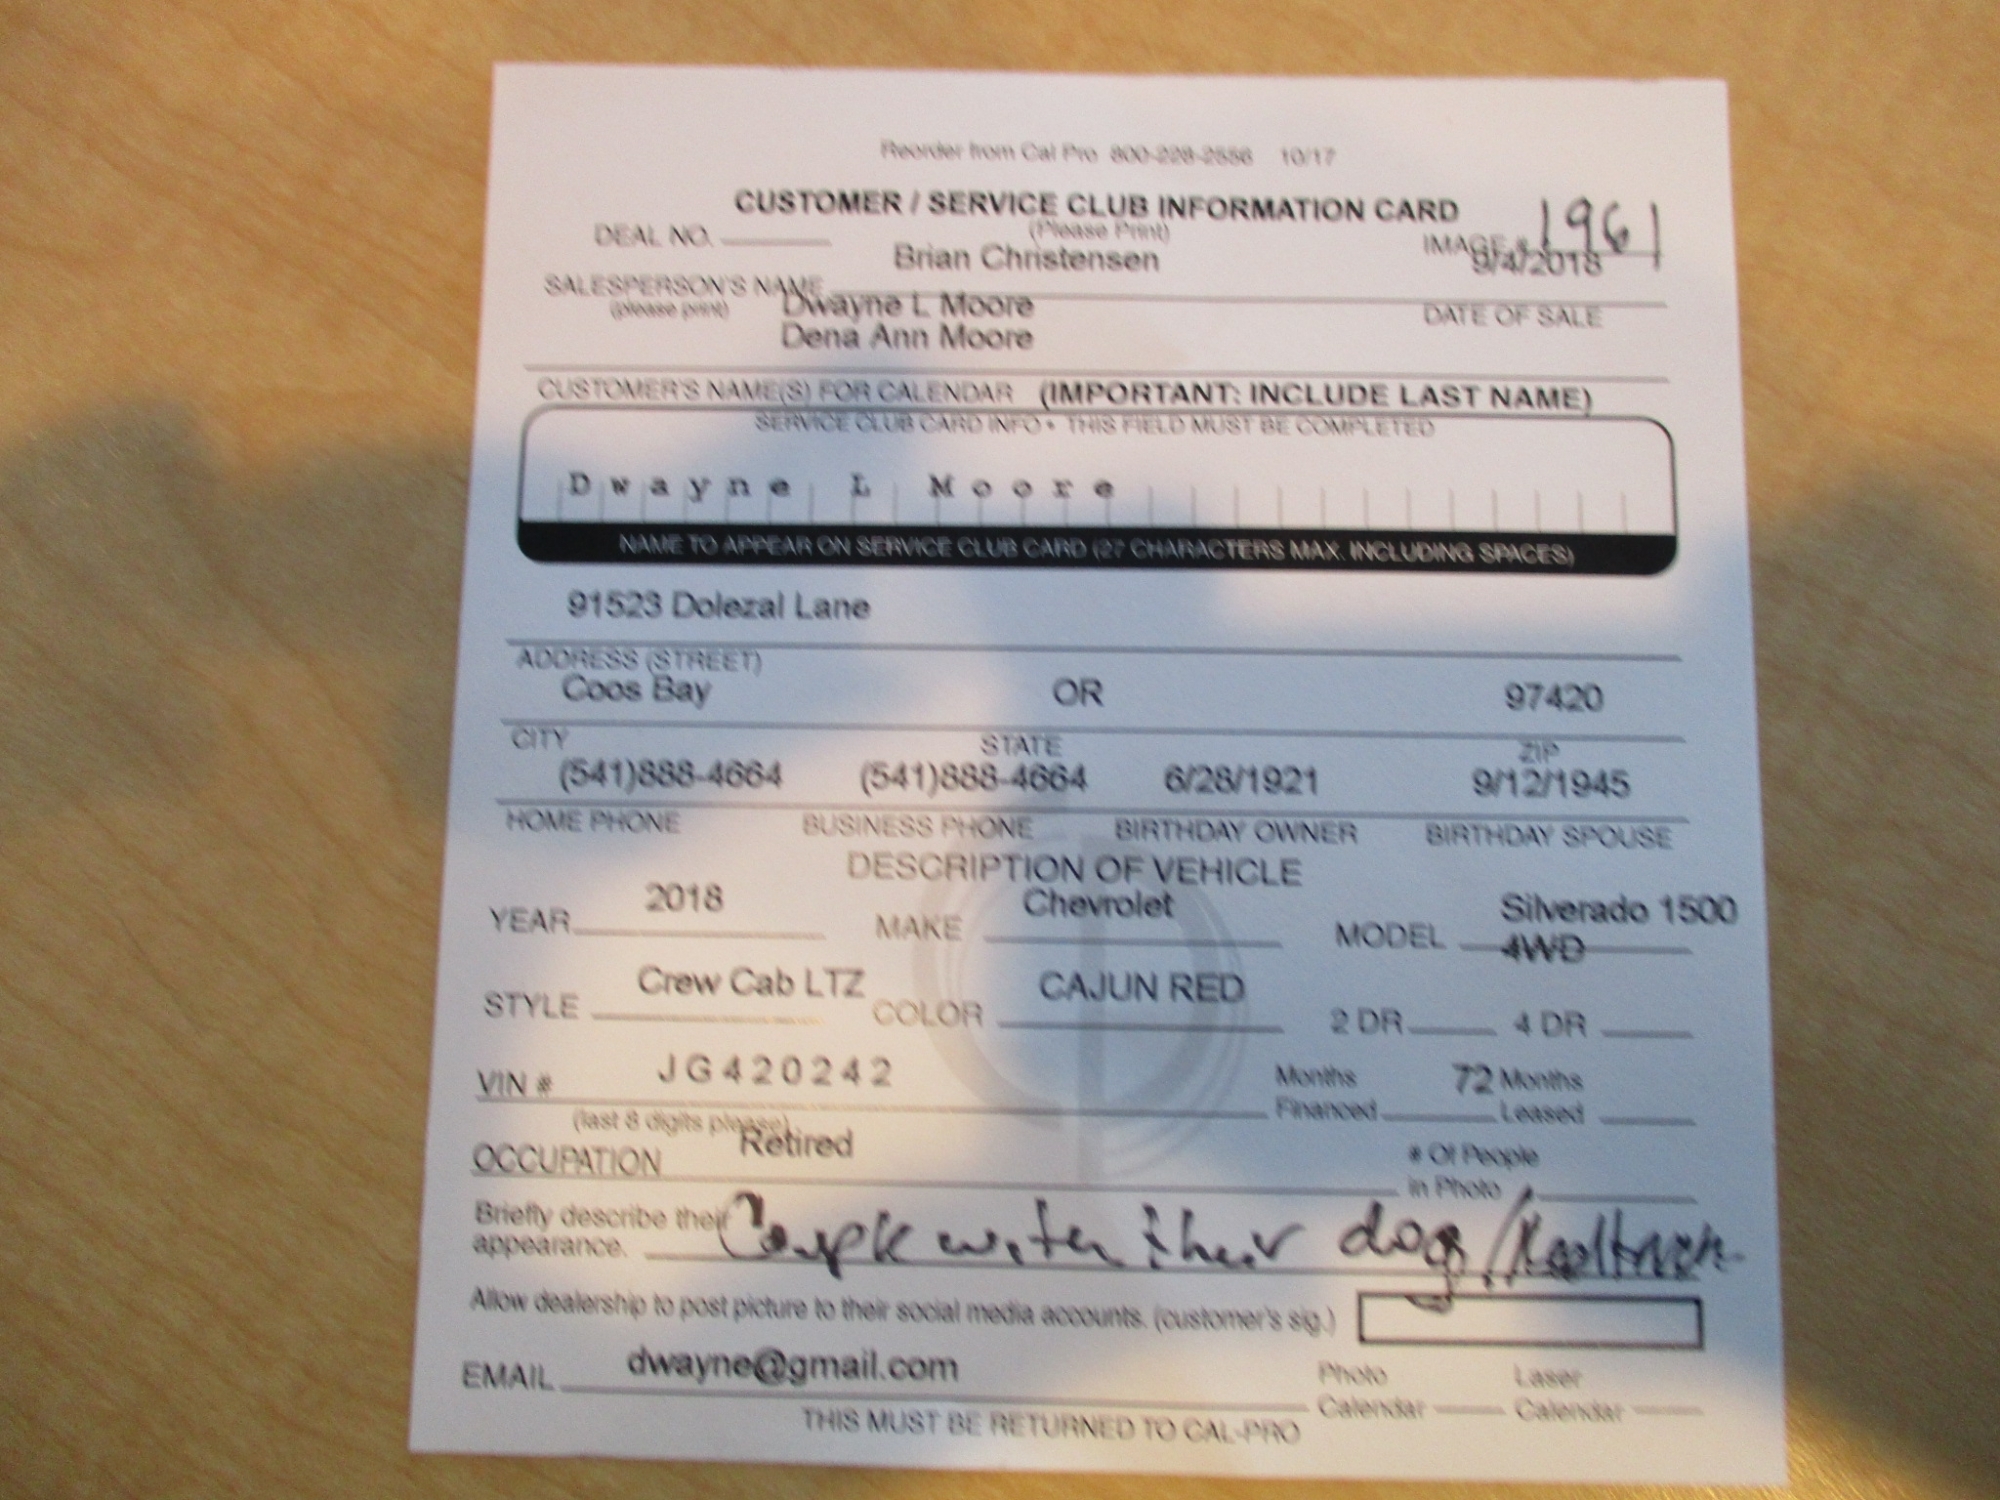 Reorder from Cal Pro 800-228-2556 10/17
CUSTOMER / SERVICE CLUB INFORMATION CARD
(Please Print)
DEAL NO. IMAGE # 1961
Brian Christensen 9/4/2018
SALESPERSON'S NAME
(please print) DATE OF SALE
Dwayne L Moore
Dena Ann Moore
CUSTOMER'S NAME(S) FOR CALENDAR (IMPORTANT: INCLUDE LAST NAME)
SERVICE CLUB CARD INFO • THIS FIELD MUST BE COMPLETED
Dwayne L Moore
NAME TO APPEAR ON SERVICE CLUB CARD (27 CHARACTERS MAX. INCLUDING SPACES)
91523 Dolezal Lane
ADDRESS (STREET)
Coos Bay OR 97420
CITY STATE ZIP
(541)888-4664 (541)888-4664 6/28/1921 9/12/1945
HOME PHONE BUSINESS PHONE BIRTHDAY OWNER BIRTHDAY SPOUSE
DESCRIPTION OF VEHICLE
YEAR 2018 MAKE Chevrolet MODEL Silverado 1500
4WD
STYLE Crew Cab LTZ COLOR CAJUN RED 2 DR 4 DR
VIN # JG420242 Months 72 Months
(last 8 digits please) Financed Leased
OCCUPATION Retired # Of People
in Photo
Briefly describe their
appearance. Couple with their dog/
Allow dealership to post picture to their social media accounts. (customer's sig.)
EMAIL dwayne@gmail.com Photo Laser
Calendar Calendar
THIS MUST BE RETURNED TO CAL-PRO